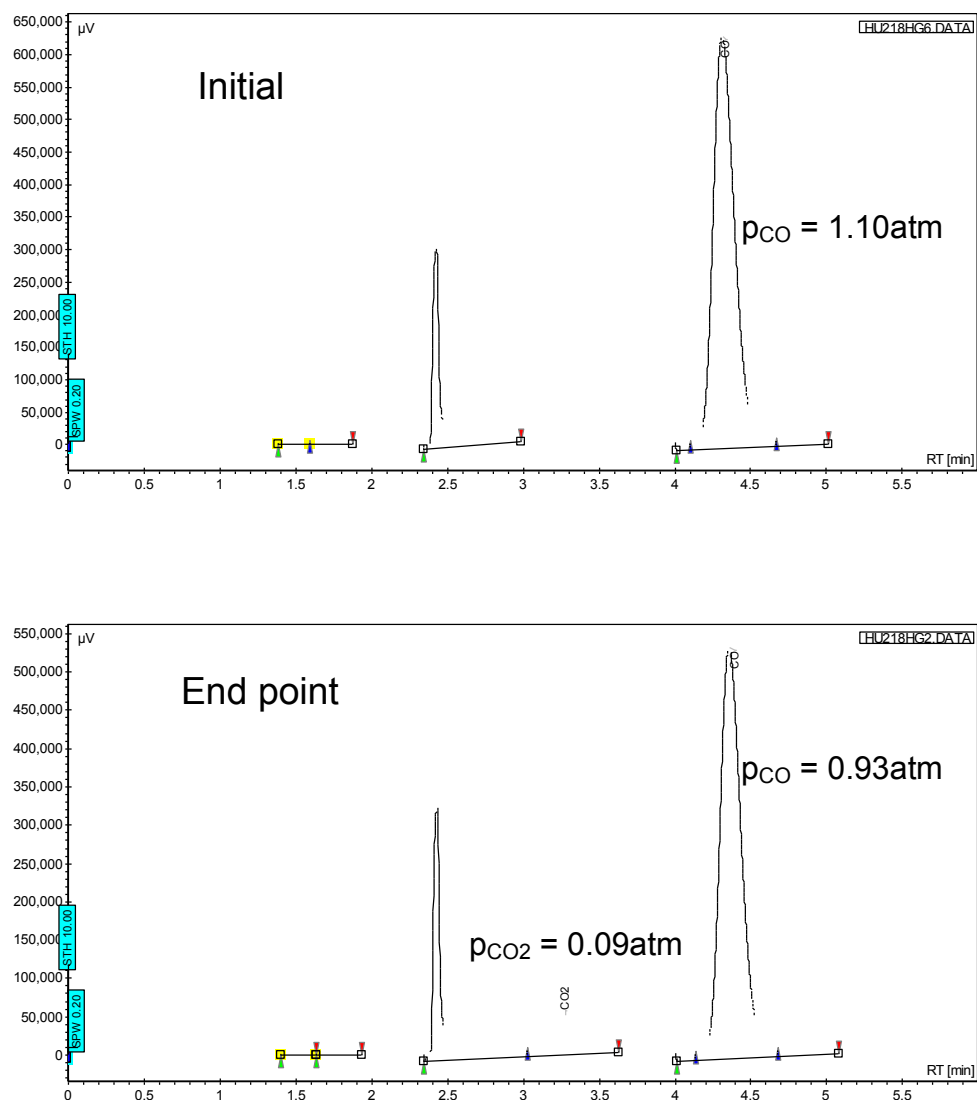 650,000
µV
HU218HG6.DATA
600,000
CO
550,000
Initial
500,000
450,000
400,000
350,000
pCO = 1.10atm
300,000
250,000
200,000
STH 10.00
150,000
100,000
50,000
SPW 0.20
0
RT [min]
0 0.5 1 1.5 2 2.5 3 3.5 4 4.5 5 5.5
550,000
µV
HU218HG2.DATA
CO
500,000
End point
450,000
400,000
pCO = 0.93atm
350,000
300,000
250,000
200,000
STH 10.00
150,000
pCO2 = 0.09atm
100,000
CO2
50,000
SPW 0.20
0
RT [min]
0 0.5 1 1.5 2 2.5 3 3.5 4 4.5 5 5.5